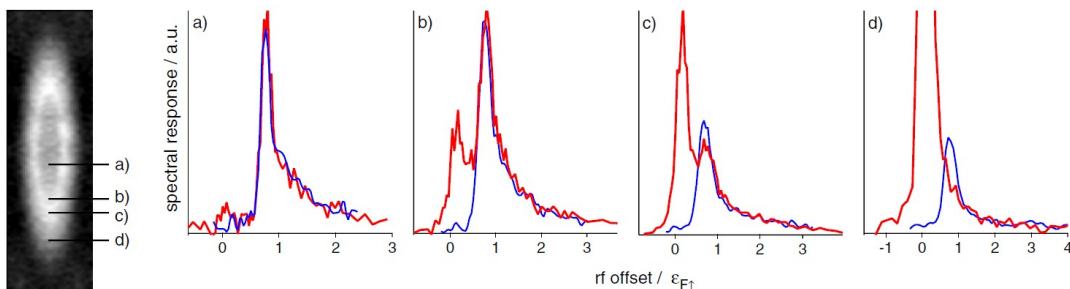 a)
b)
c)
d)
spectral response / a.u.
a)
0 1 2 3
b)
0 1 2 3
c)
0 1 2 3
d)
-1 0 1 2 3 4
rf offset / εF↑